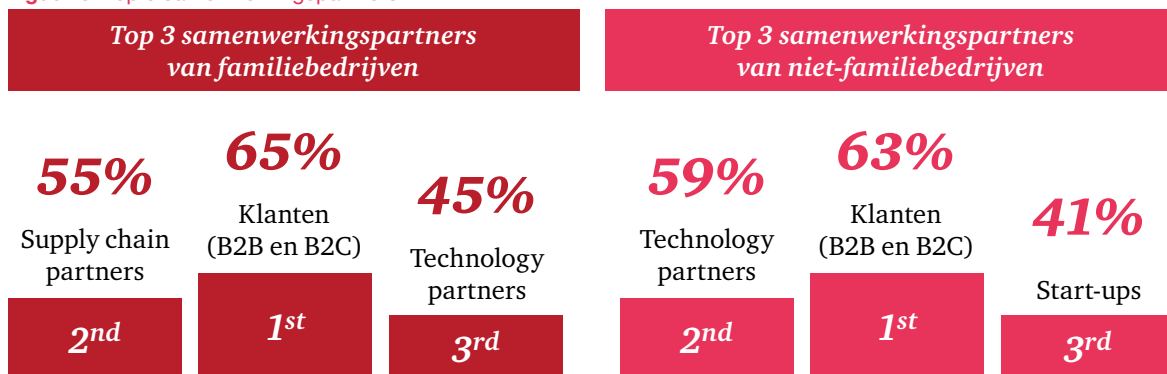 Top 3 samenwerkingspartners
van familiebedrijven
55%
Supply chain
partners
2nd
65%
Klanten
(B2B en B2C)
1st
45%
Technology
partners
3rd
Top 3 samenwerkingspartners
van niet-familiebedrijven
59%
Technology
partners
2nd
63%
Klanten
(B2B en B2C)
1st
41%
Start-ups
3rd